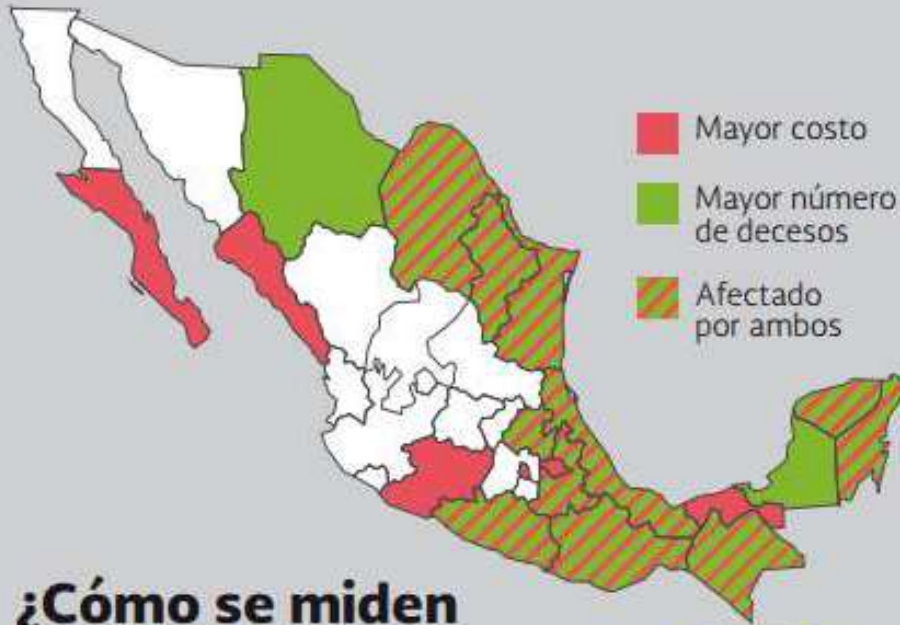 Mayor costo
Mayor número
de decesos
Afectado
por ambos
¿Cómo se miden